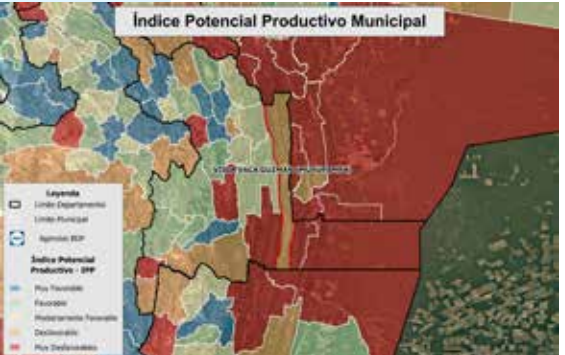 Índice Potencial Productivo Municipal
Leyenda
Límite Departamento
Límite Municipal
Agencias BDP
Índice Potencial
Productivo - IPP
Muy Favorable
Favorable
Medianamente Favorable
Desfavorable
Muy Desfavorable